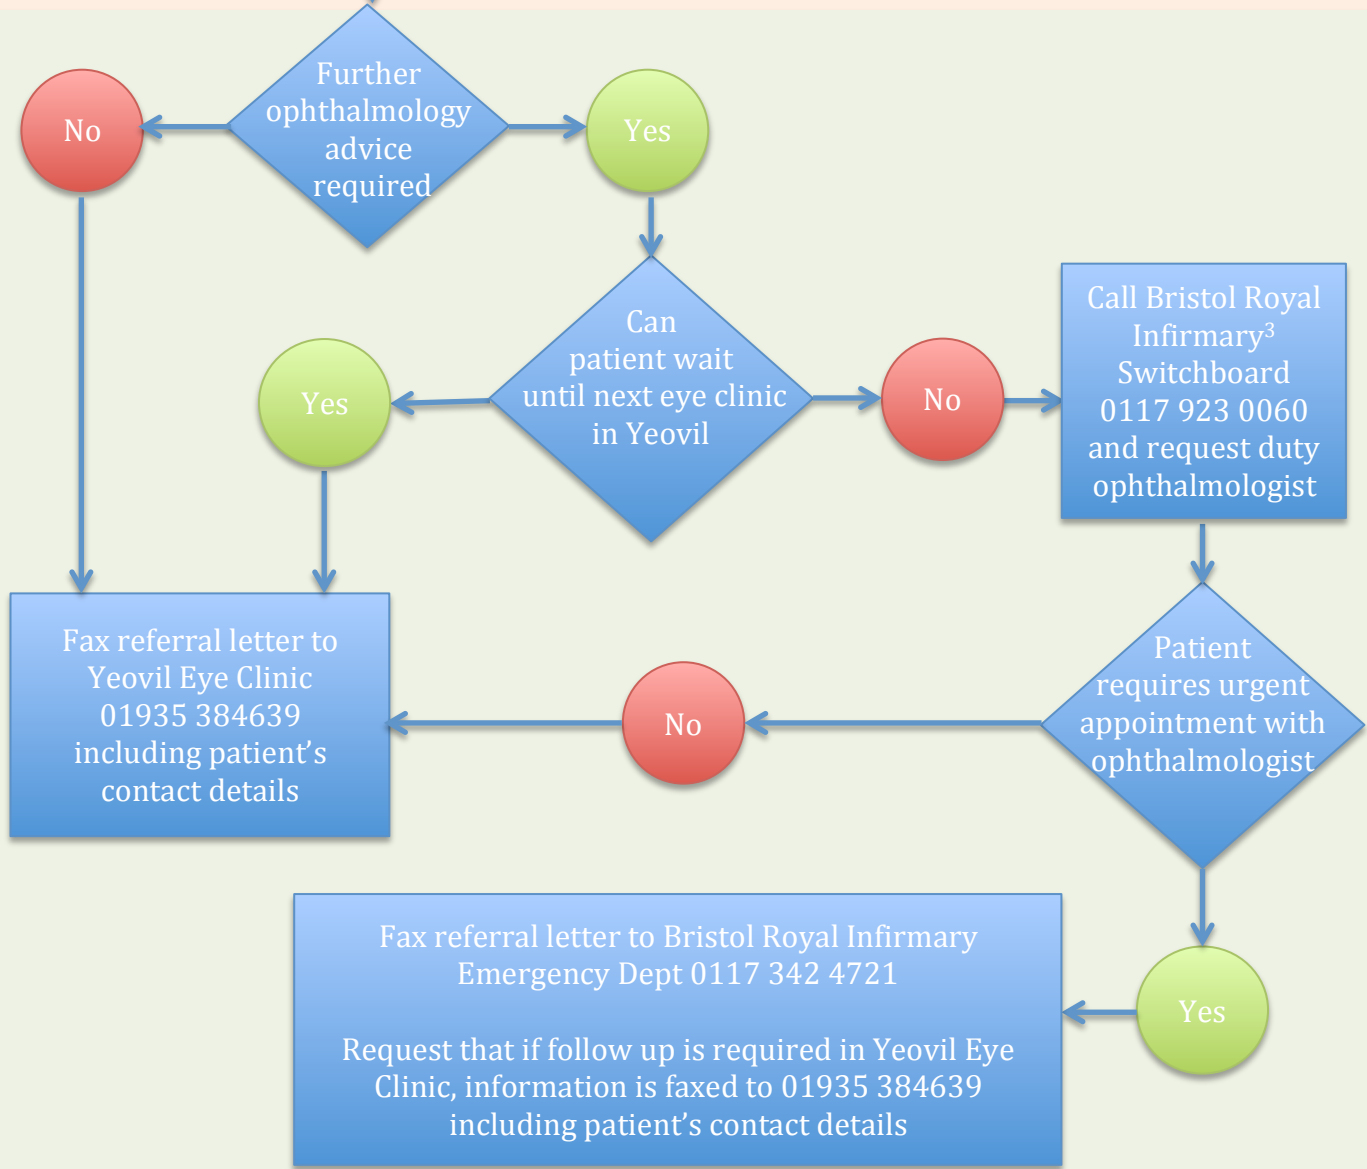 Further
ophthalmology
advice
required
No
Yes
Can
patient wait
until next eye clinic
in Yeovil
Yes
No
Call Bristol Royal
Infirmary³
Switchboard
0117 923 0060
and request duty
ophthalmologist
Patient
requires urgent
appointment with
ophthalmologist
No
Fax referral letter to
Yeovil Eye Clinic
01935 384639
including patient’s
contact details
Yes
Fax referral letter to Bristol Royal Infirmary
Emergency Dept 0117 342 4721
Request that if follow up is required in Yeovil Eye
Clinic, information is faxed to 01935 384639
including patient’s contact details